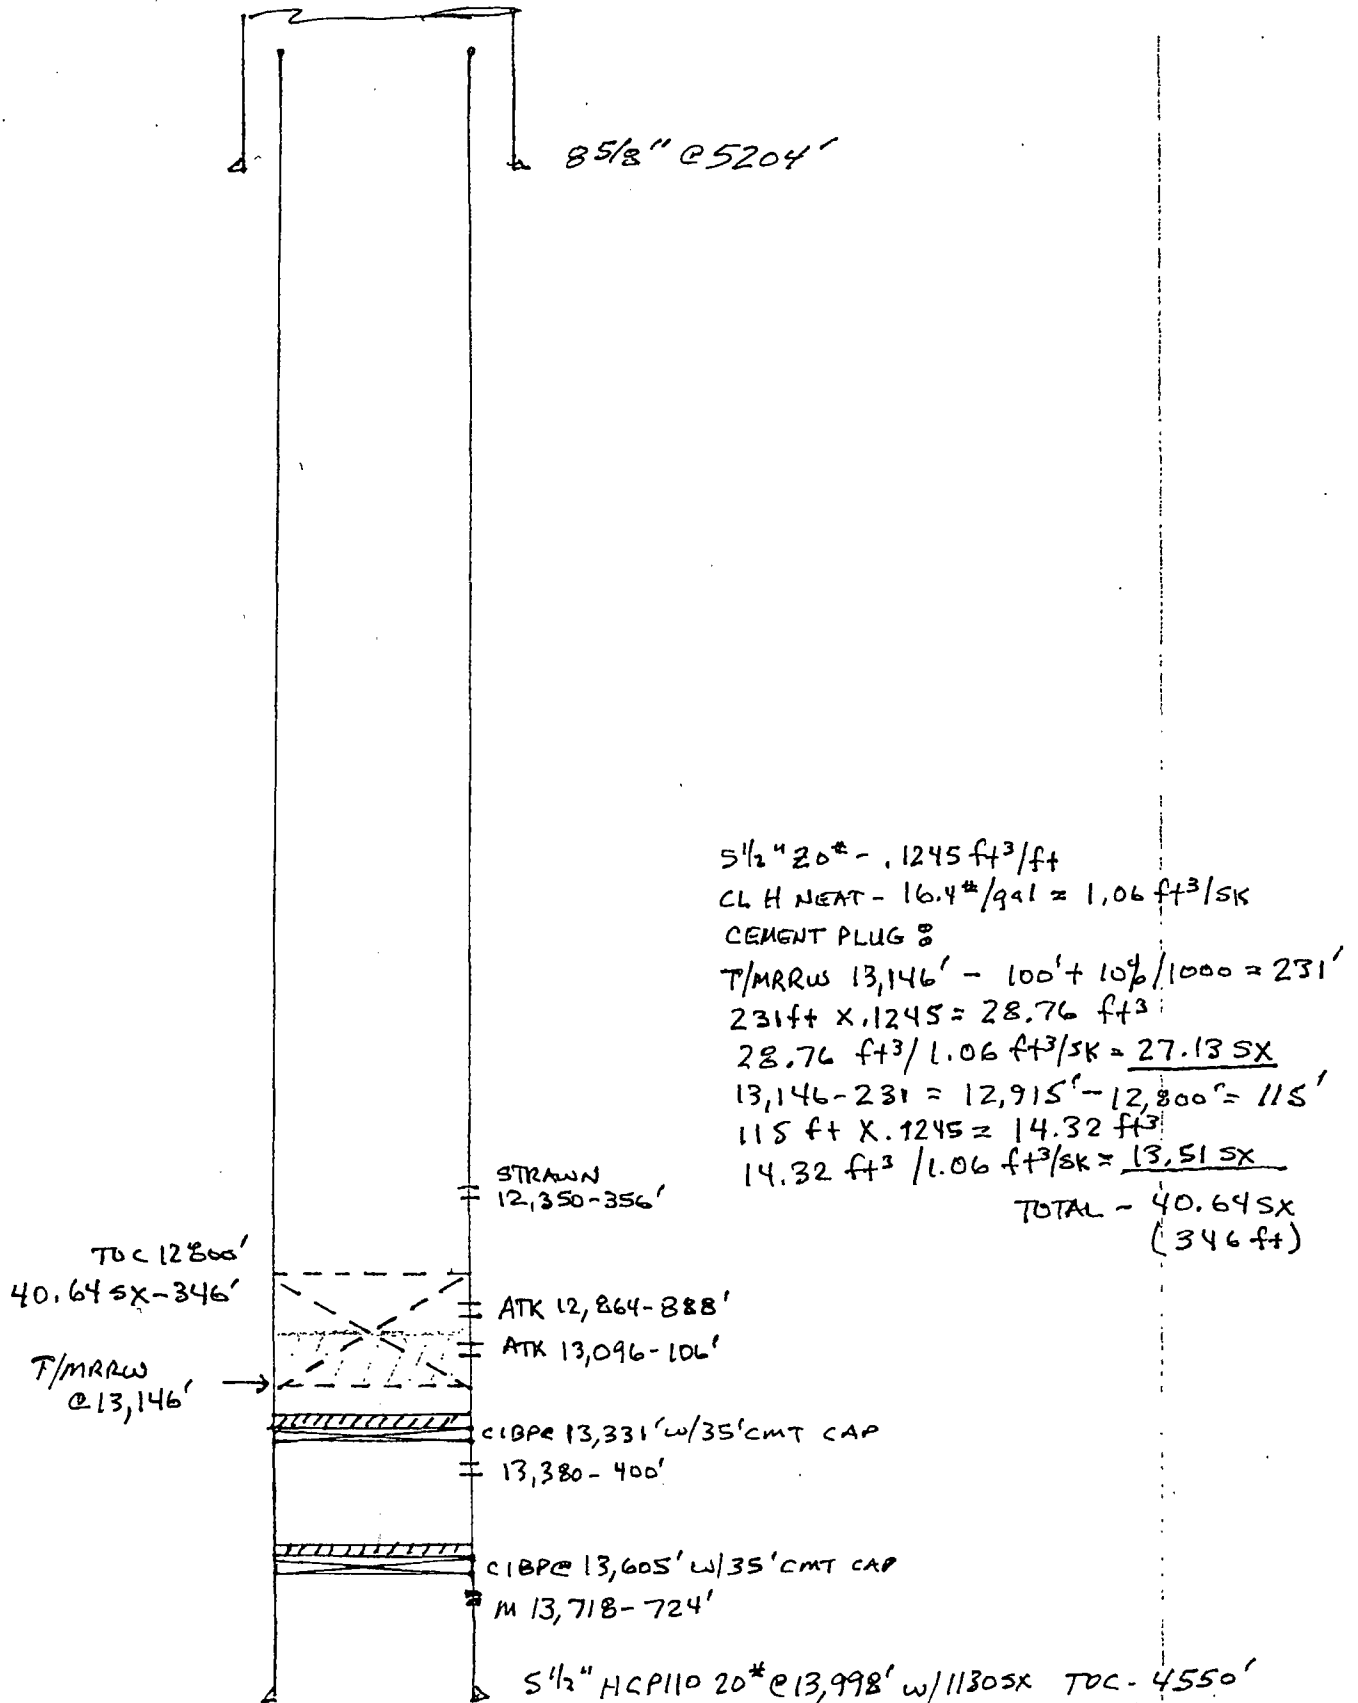 8 5/8" @ 5204'
5 1/2" 20# - .1245 ft³/ft
CL H NEAT - 16.4#/gal = 1.06 ft³/SK
CEMENT PLUG :
T/MRRW 13,146' - 100' + 10%/1000 = 231'
231ft X .1245 = 28.76 ft³
28.76 ft³/1.06 ft³/SK = 27.13 SX
13,146-231 = 12,915' - 12,800' = 115'
115 ft X .1245 = 14.32 ft³
14.32 ft³ /1.06 ft³/SK = 13.51 SX
TOTAL - 40.64 SX
(346 ft)
STRAWN
12,350-356'
TOC 12800'
40.64 SX-346'
ATK 12,864-888'
ATK 13,096-106'
T/MRRW
@ 13,146'
CIBP@ 13,331' w/35' CMT CAP
13,380-400'
CIBP@ 13,605' w/35' CMT CAP
M 13,718-724'
5 1/2" HCP110 20# @ 13,998' w/1130SX TOC - 4550'